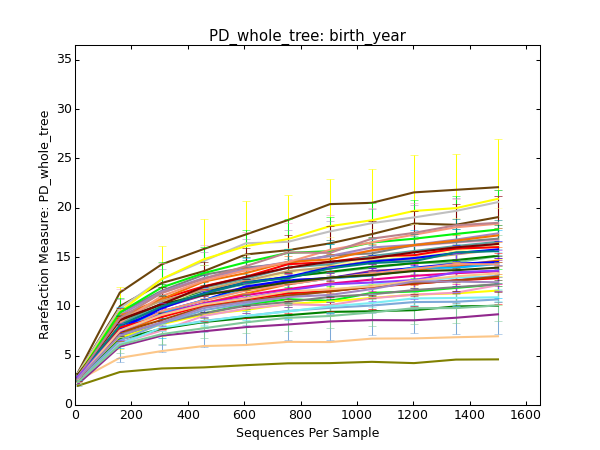 PD_whole_tree: birth_year
35
30
25
20
15
10
5
0
Rarefaction Measure: PD_whole_tree
0 200 400 600 800 1000 1200 1400 1600
Sequences Per Sample